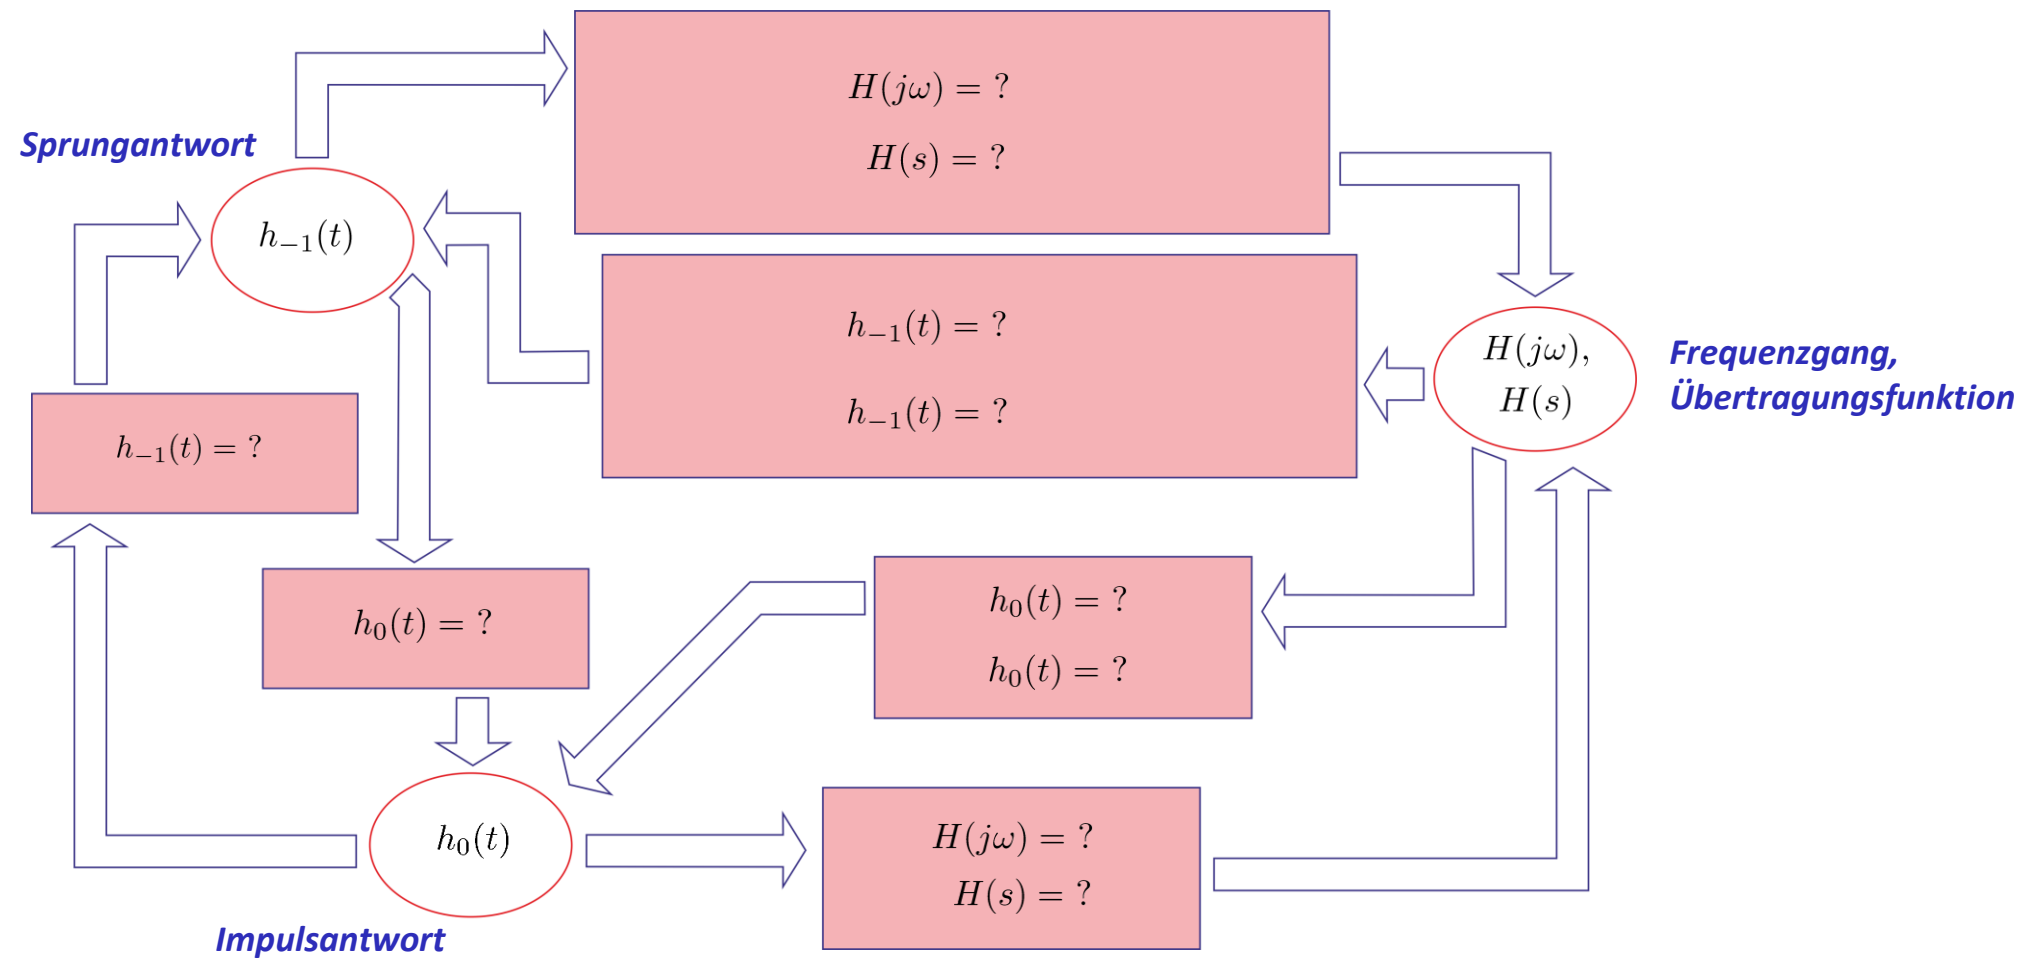 H(jω) = ?
H(s) = ?
Sprungantwort
h₋₁(t)
h₋₁(t) = ?
h₋₁(t) = ?
H(jω),
H(s)
Frequenzgang,
Übertragungsfunktion
h₋₁(t) = ?
h₀(t) = ?
h₀(t) = ?
h₀(t) = ?
h₀(t)
H(jω) = ?
H(s) = ?
Impulsantwort